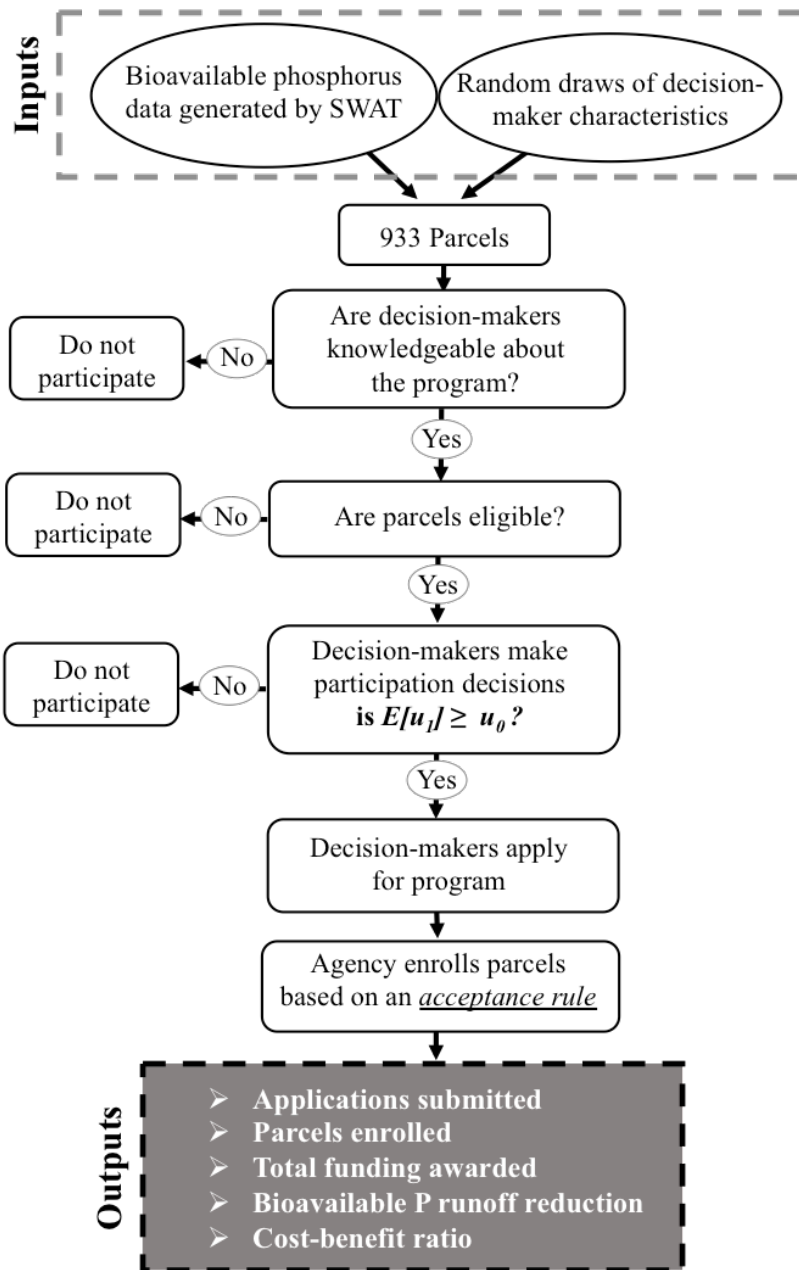 Inputs
Bioavailable phosphorus
data generated by SWAT
Random draws of decision-
maker characteristics
933 Parcels
Are decision-makers
knowledgeable about
the program?
No
Do not
participate
Yes
Are parcels eligible?
No
Do not
participate
Yes
Decision-makers make
participation decisions
is E[u₁] ≥ u₀ ?
No
Do not
participate
Yes
Decision-makers apply
for program
Agency enrolls parcels
based on an acceptance rule
Outputs
➢ Applications submitted
➢ Parcels enrolled
➢ Total funding awarded
➢ Bioavailable P runoff reduction
➢ Cost-benefit ratio